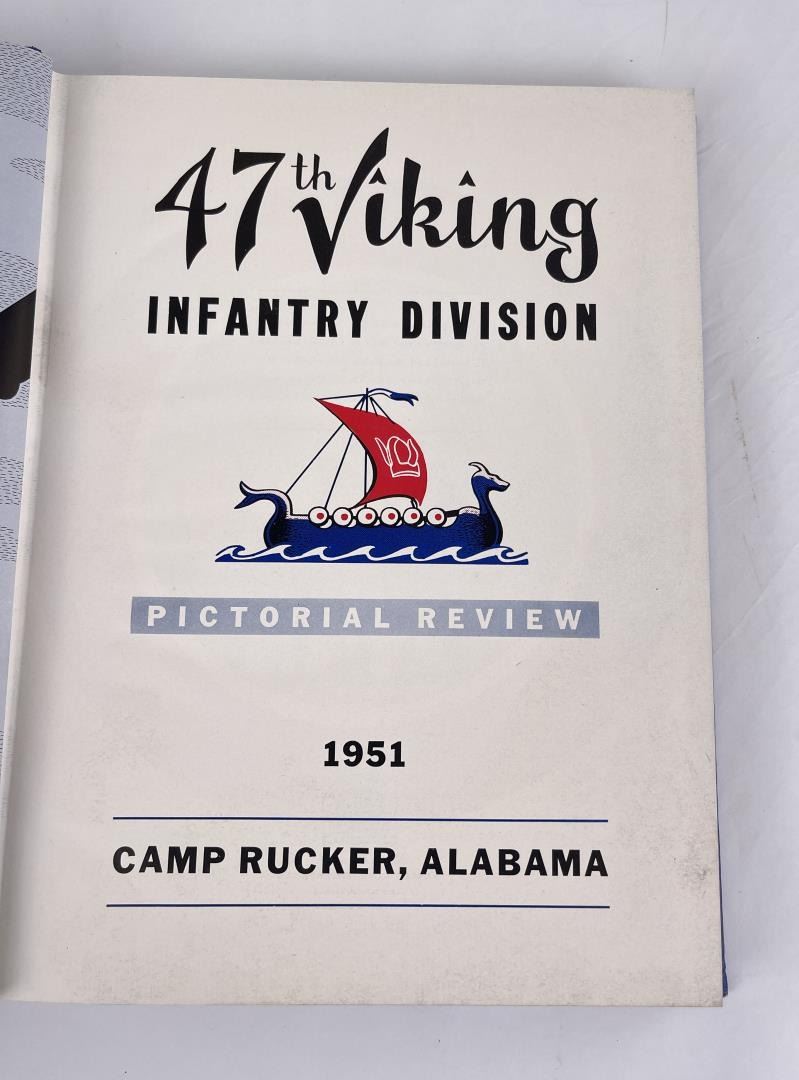 47th Viking
INFANTRY DIVISION
PICTORIAL REVIEW
1951
CAMP RUCKER, ALABAMA